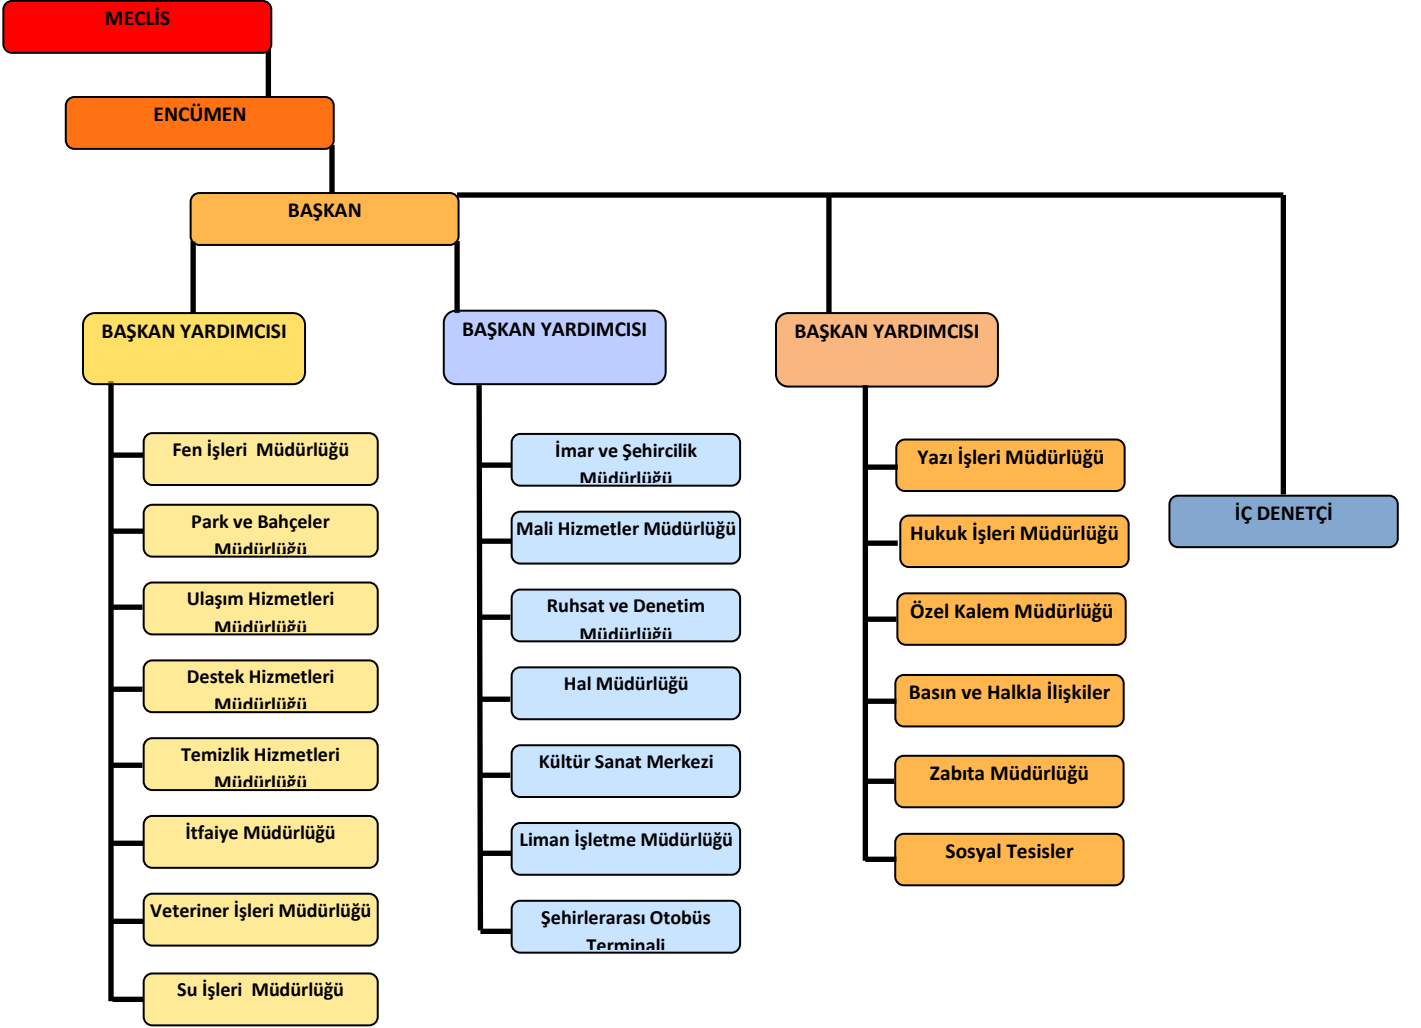 MECLİS
ENCÜMEN
BAŞKAN
BAŞKAN YARDIMCISI
Fen İşleri  Müdürlüğü
Park ve Bahçeler
Müdürlüğü
Ulaşım Hizmetleri
Müdürlüğü
Destek Hizmetleri
Müdürlüğü
Temizlik Hizmetleri
Müdürlüğü
İtfaiye Müdürlüğü
Veteriner İşleri Müdürlüğü
Su İşleri  Müdürlüğü
BAŞKAN YARDIMCISI
İmar ve Şehircilik
Müdürlüğü
Mali Hizmetler Müdürlüğü
Ruhsat ve Denetim
Müdürlüğü
Hal Müdürlüğü
Kültür Sanat Merkezi
Liman İşletme Müdürlüğü
Şehirlerarası Otobüs
Terminali
BAŞKAN YARDIMCISI
Yazı İşleri Müdürlüğü
Hukuk İşleri Müdürlüğü
Özel Kalem Müdürlüğü
Basın ve Halkla İlişkiler
Zabıta Müdürlüğü
Sosyal Tesisler
İÇ DENETÇİ